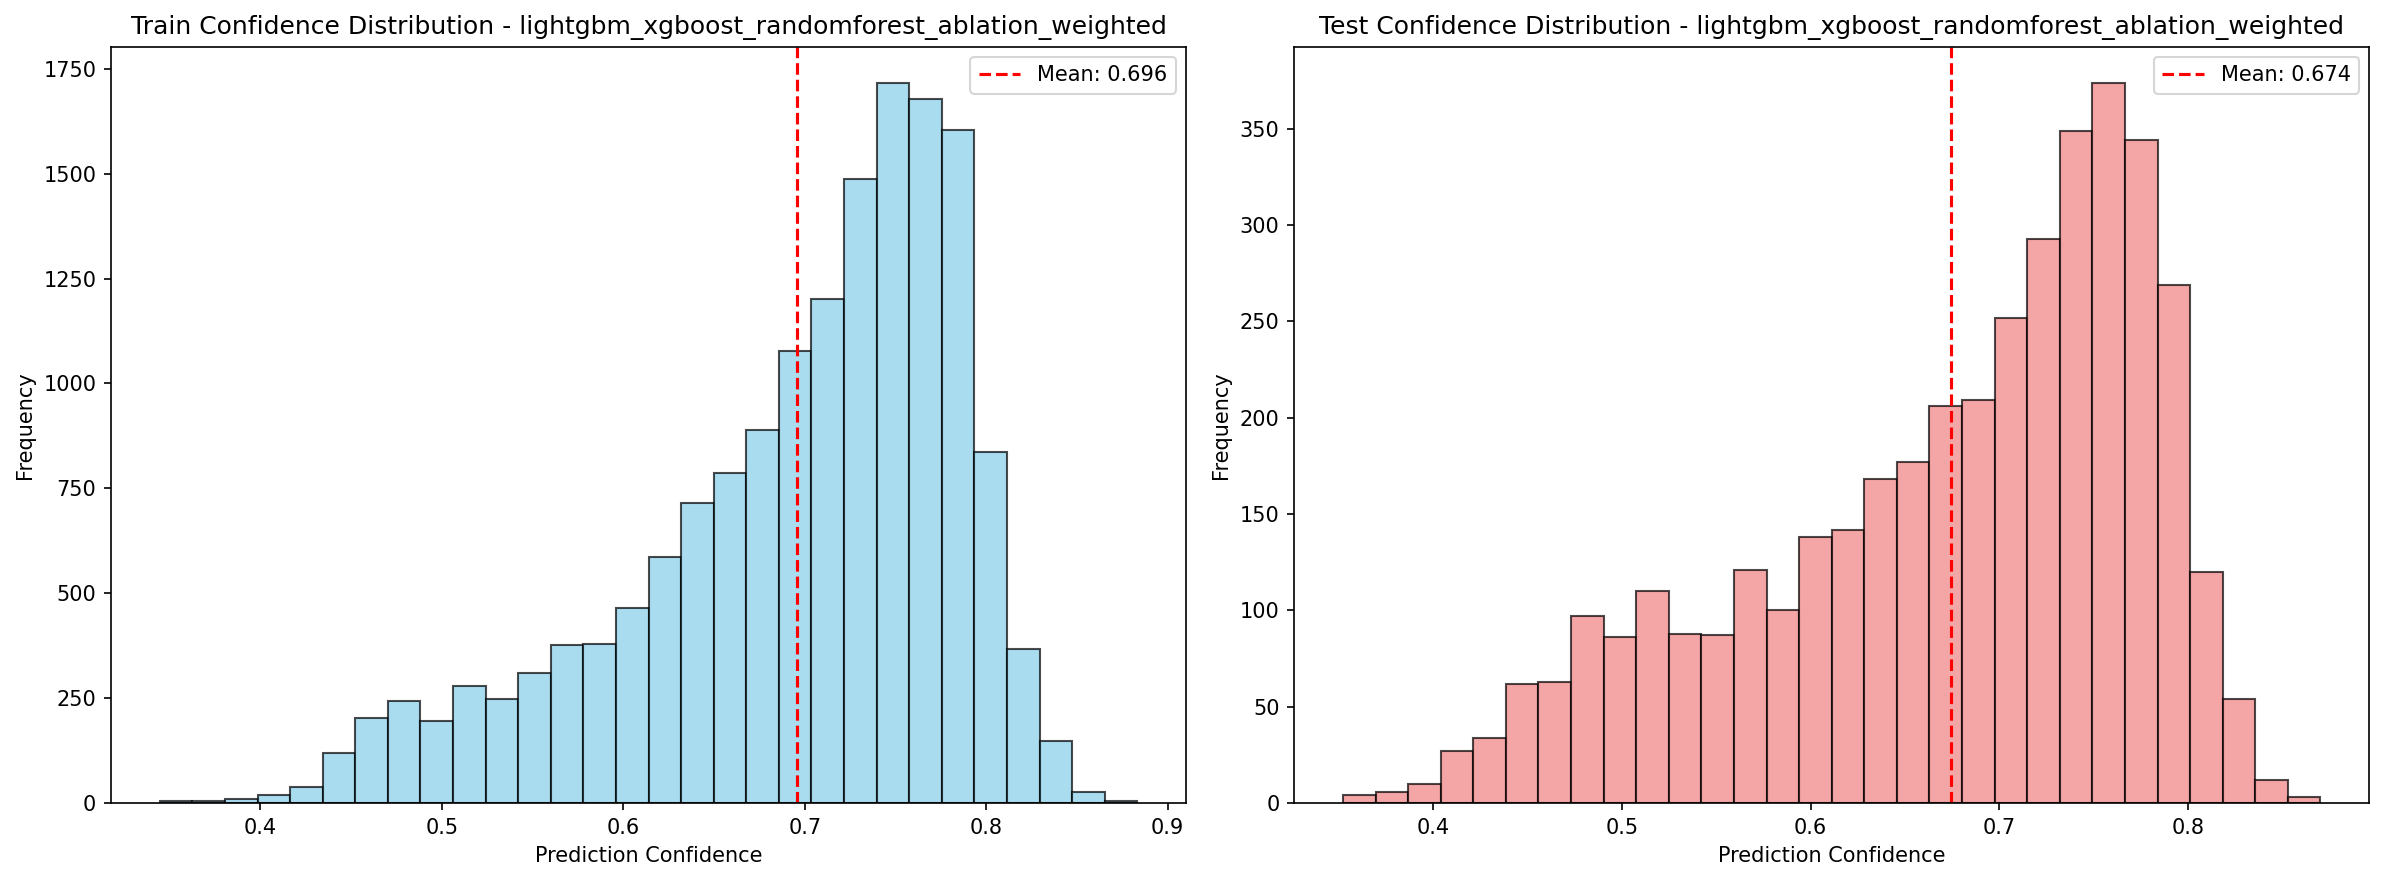 Train Confidence Distribution - lightgbm_xgboost_randomforest_ablation_weighted
Mean: 0.696
1750
1500
1250
1000
750
500
250
0
Frequency
0.4 0.5 0.6 0.7 0.8 0.9
Prediction Confidence
Test Confidence Distribution - lightgbm_xgboost_randomforest_ablation_weighted
Mean: 0.674
350
300
250
200
150
100
50
0
Frequency
0.4 0.5 0.6 0.7 0.8
Prediction Confidence